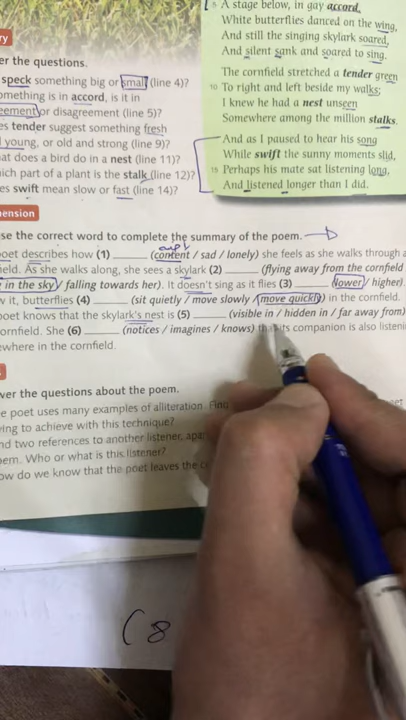 5 A stage below, in gay accord,
White butterflies danced on the wing,
And still the singing skylark soared,
And silent sank and soared to sing.
The cornfield stretched a tender green
10 To right and left beside my walks;
I knew he had a nest unseen
Somewhere among the million stalks.
And as I paused to hear his song
While swift the sunny moments slid,
15 Perhaps his mate sat listening long,
And listened longer than I did.
ry
er the questions.
speck something big or small (line 4)?
omething is in accord, is it in
eement or disagreement (line 5)?
es tender suggest something fresh
young, or old and strong (line 9)?
at does a bird do in a nest (line 11)?
ich part of a plant is the stalk (line 12)?
es swift mean slow or fast (line 14)?
ension
se the correct word to complete the summary of the poem.
poet describes how (1) ______ (content / sad / lonely) she feels as she walks through a
ield. As she walks along, she sees a skylark (2) ______ (flying away from the cornfield
in the sky / falling towards her). It doesn't sing as it flies (3) ______ (lower / higher).
w it, butterflies (4) ______ (sit quietly / move slowly / move quickly) in the cornfield.
poet knows that the skylark's nest is (5) ______ (visible in / hidden in / far away from)
ornfield. She (6) ______ (notices / imagines / knows) its companion is also listeni
ewhere in the cornfield.
s
ver the questions about the poem.
e poet uses many examples of alliteration. Find
ying to achieve with this technique?
nd two references to another listener, apar
em. Who or what is this listener?
ow do we know that the poet leaves the c
(8